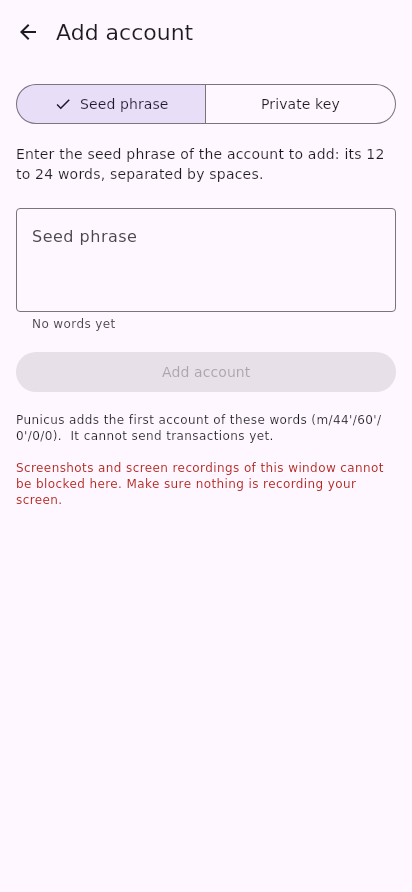 Add account
Seed phrase
Private key
Enter the seed phrase of the account to add: its 12
to 24 words, separated by spaces.
Seed phrase
No words yet
Add account
Punicus adds the first account of these words (m/44'/60'/
0'/0/0).  It cannot send transactions yet.
Screenshots and screen recordings of this window cannot
be blocked here. Make sure nothing is recording your
screen.